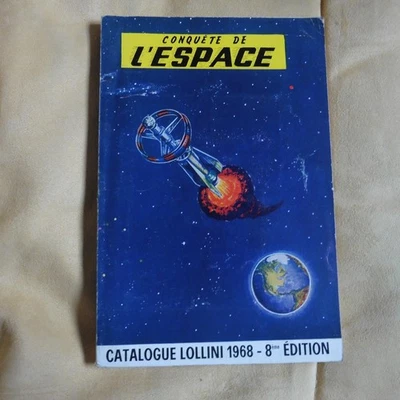 CONQUÊTE DE
L'ESPACE
CATALOGUE LOLLINI 1968 - 8ème ÉDITION